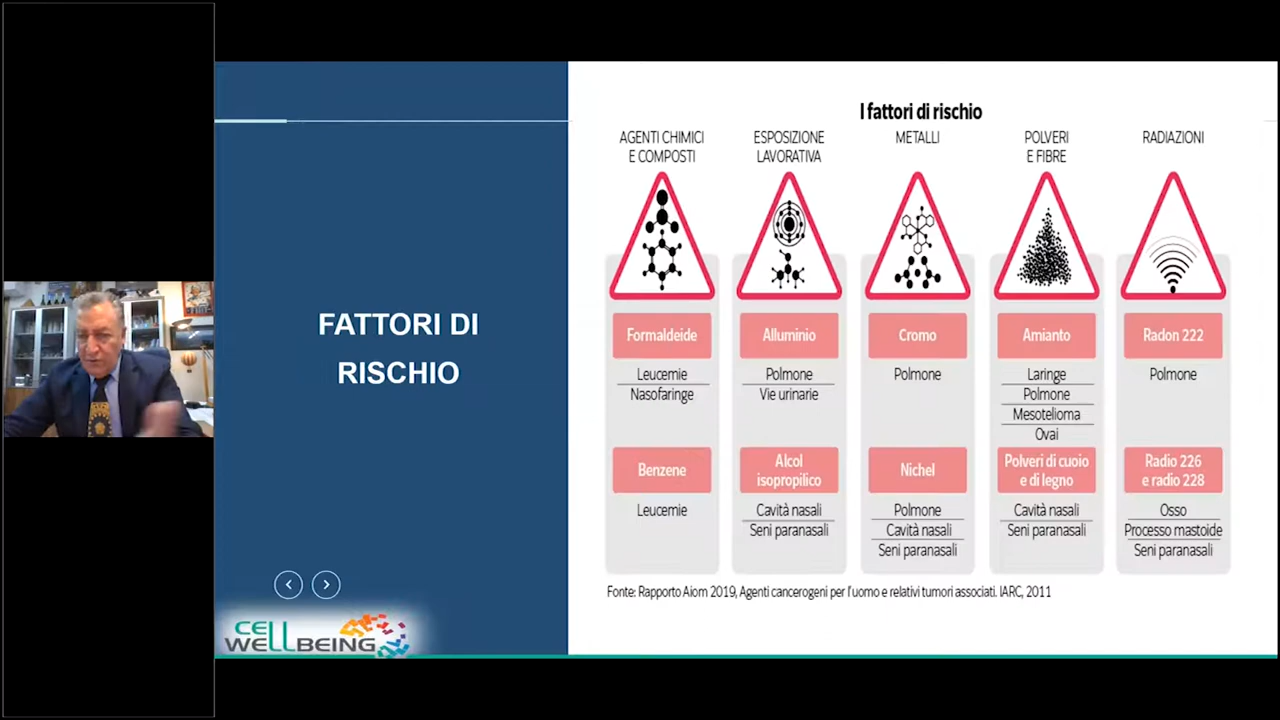 FATTORI DI
RISCHIO
CELL
WELLBEING
I fattori di rischio
AGENTI CHIMICI
E COMPOSTI
Formaldeide
Leucemie
Nasofaringe
Benzene
Leucemie
ESPOSIZIONE
LAVORATIVA
Alluminio
Polmone
Vie urinarie
Alcol
isopropilico
Cavità nasali
Seni paranasali
METALLI
Cromo
Polmone
Nichel
Polmone
Cavità nasali
Seni paranasali
POLVERI
E FIBRE
Amianto
Laringe
Polmone
Mesotelioma
Ovai
Polveri di cuoio
e di legno
Cavità nasali
Seni paranasali
RADIAZIONI
Radon 222
Polmone
Radio 226
e radio 228
Osso
Processo mastoide
Seni paranasali
Fonte: Rapporto Aiom 2019, Agenti cancerogeni per l'uomo e relativi tumori associati. IARC, 2011